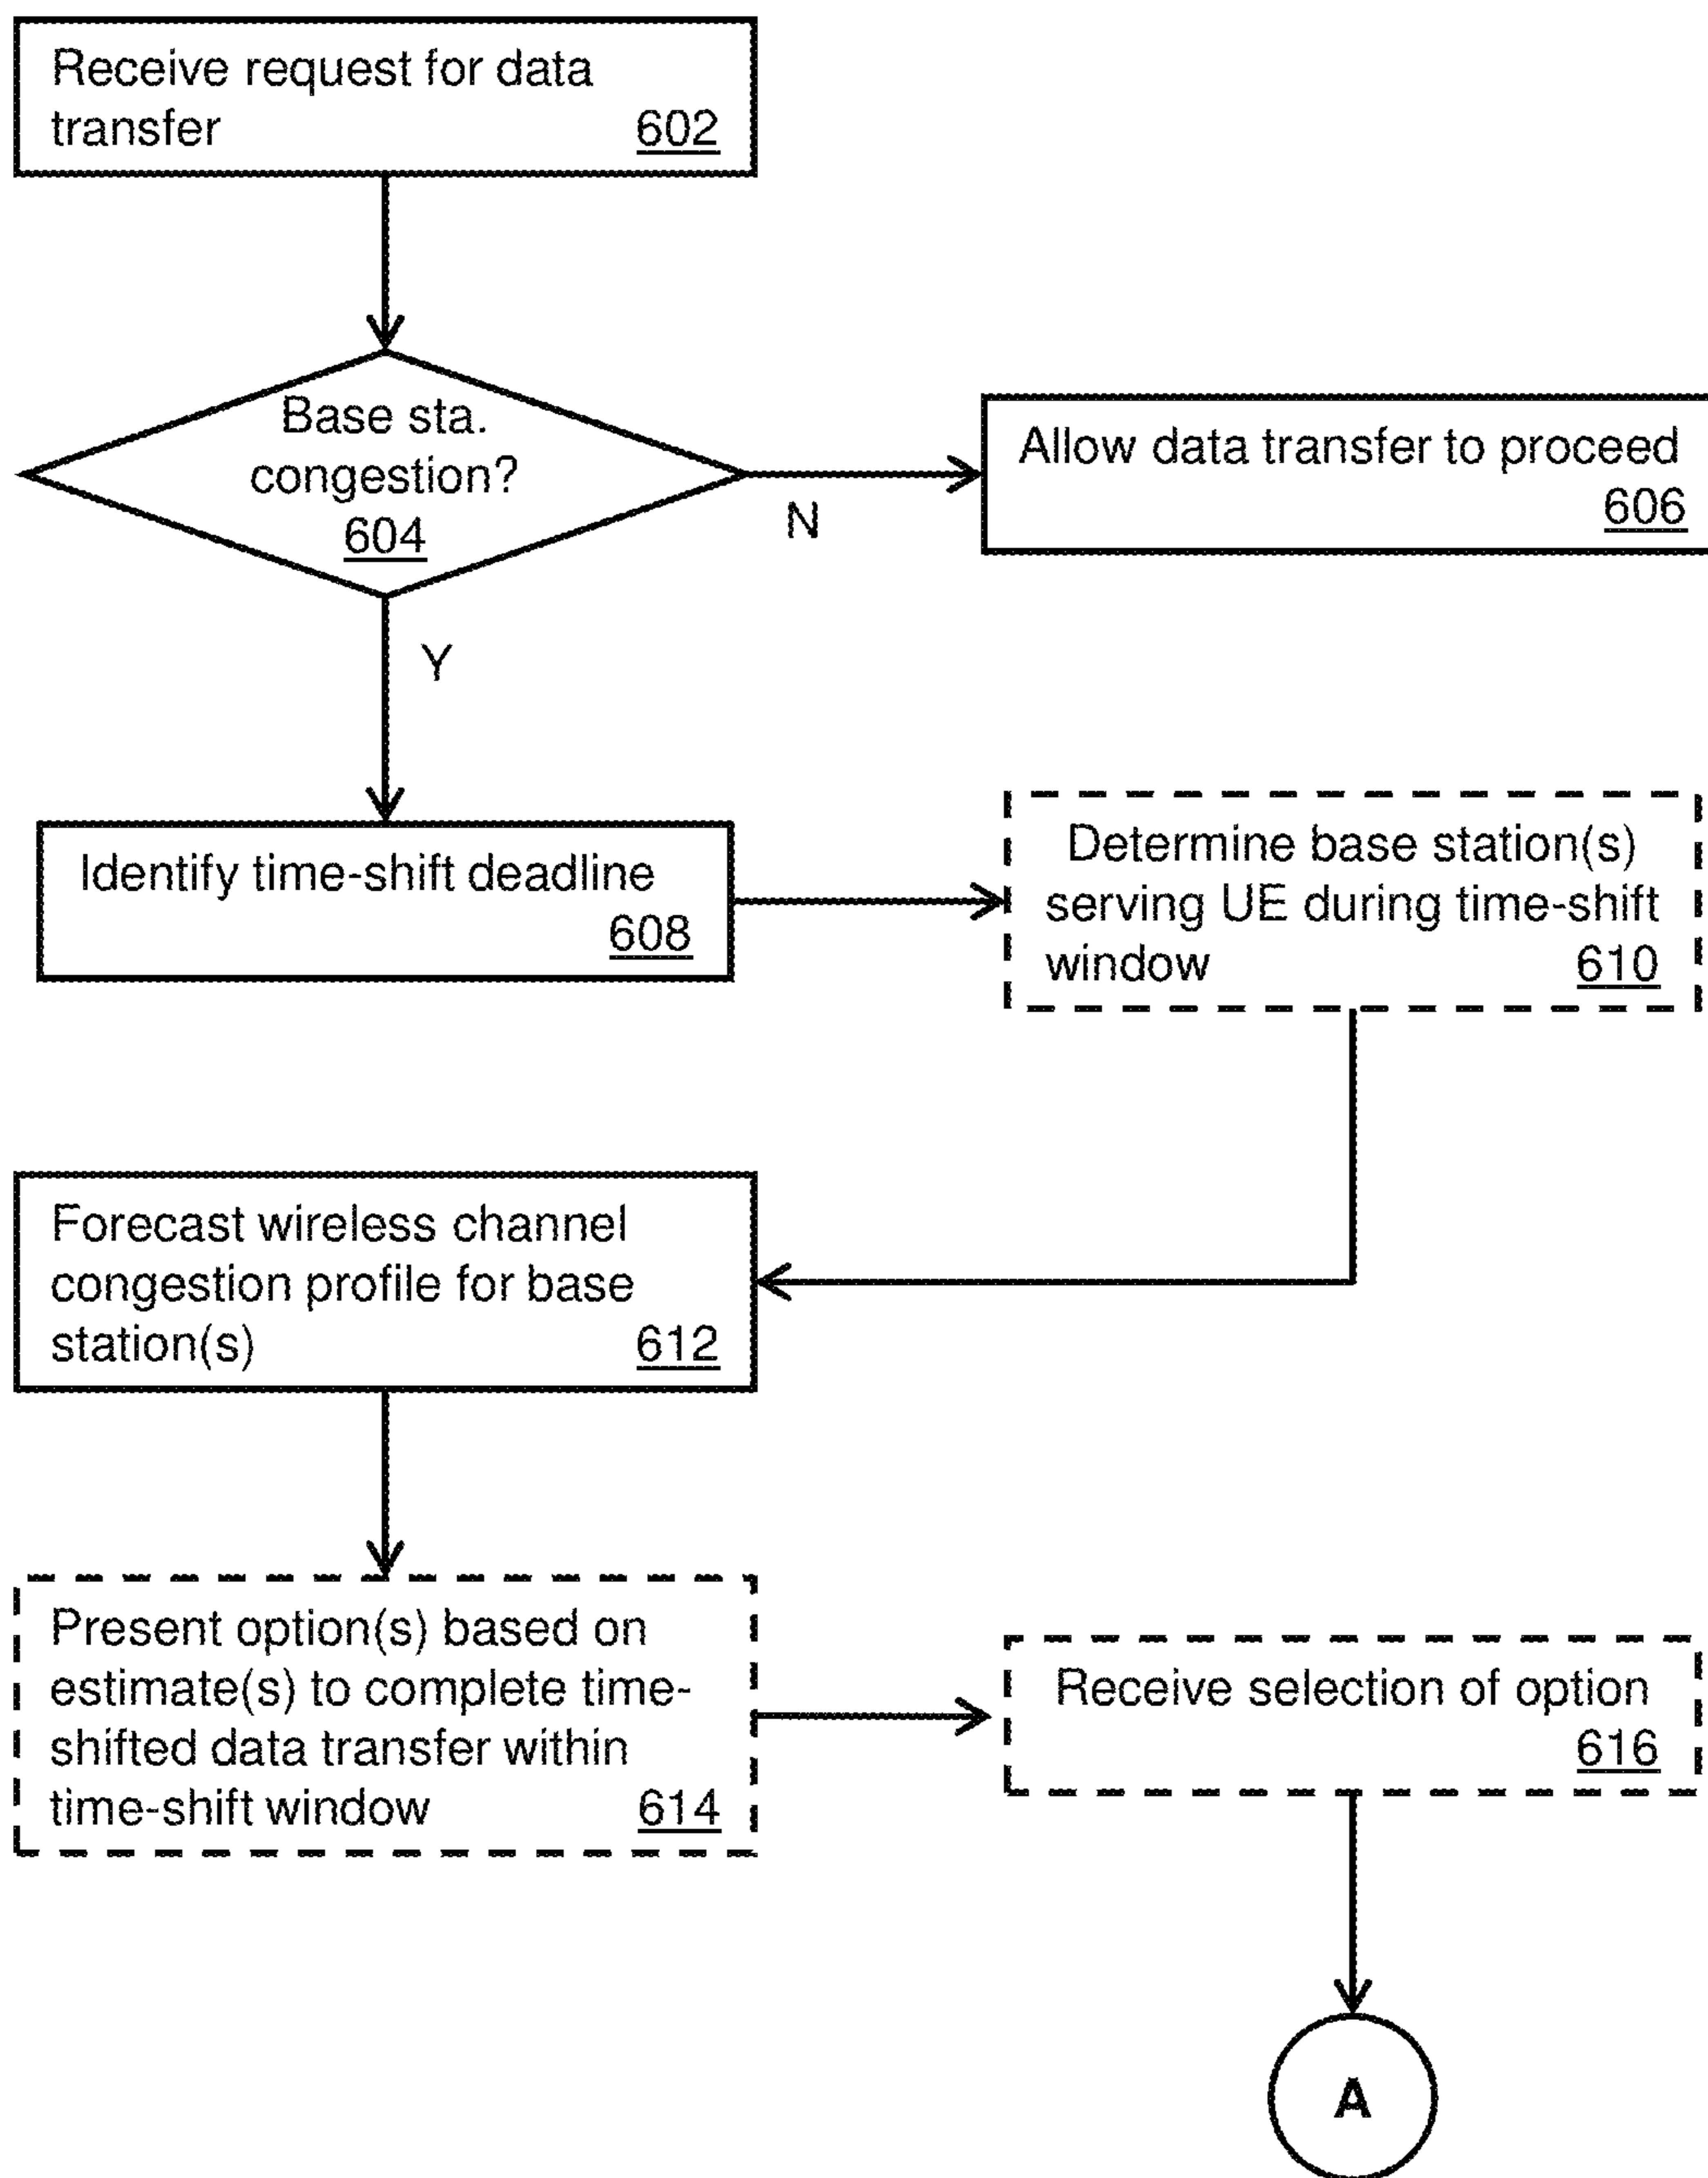 Receive request for data
transfer 602
Base sta.
congestion?
604
N
Allow data transfer to proceed
606
Y
Identify time-shift deadline
608
Determine base station(s)
serving UE during time-shift
window 610
Forecast wireless channel
congestion profile for base
station(s) 612
Present option(s) based on
estimate(s) to complete time-
shifted data transfer within
time-shift window 614
Receive selection of option
616
A